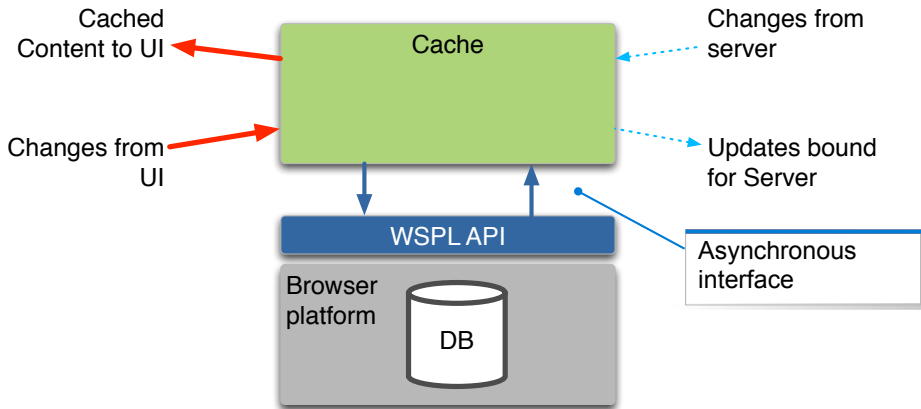 Cached
Content to UI
Cache
Changes from
server
Changes from
UI
Updates bound
for Server
WSPL API
Asynchronous
interface
Browser
platform
DB